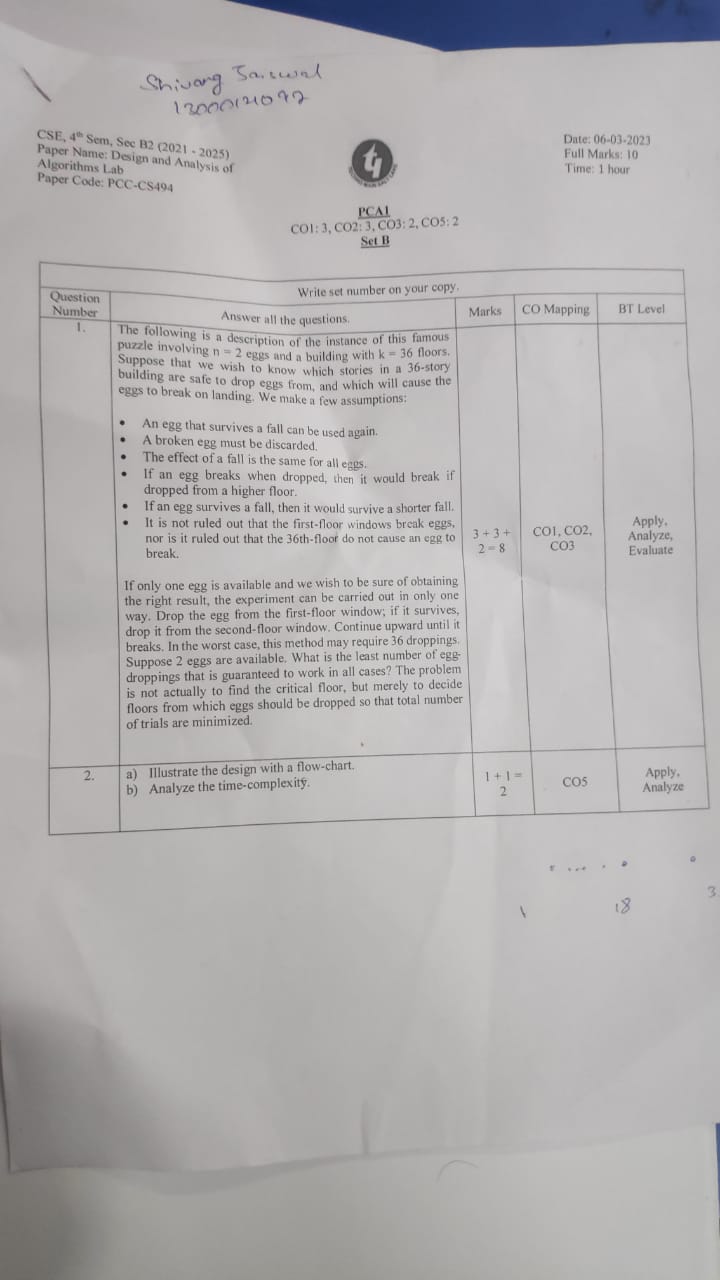 Shivang Jaiswal
CSE, 4th Sem, Sec B2 (2021 - 2025)
Paper Name: Design and Analysis of
Algorithms Lab
Paper Code: PCC-CS494
Date: 06-03-2023
Full Marks: 10
Time: 1 hour
PCA1
CO1: 3, CO2: 3, CO3: 2, CO5: 2
Set B
Write set number on your copy.
Question
Number
Answer all the questions.
Marks
CO Mapping
BT Level
1.
The following is a description of the instance of this famous
puzzle involving n = 2 eggs and a building with k = 36 floors.
Suppose that we wish to know which stories in a 36-story
building are safe to drop eggs from, and which will cause the
eggs to break on landing. We make a few assumptions:
• An egg that survives a fall can be used again.
• A broken egg must be discarded.
• The effect of a fall is the same for all eggs.
• If an egg breaks when dropped, then it would break if
dropped from a higher floor.
• If an egg survives a fall, then it would survive a shorter fall.
• It is not ruled out that the first-floor windows break eggs,
nor is it ruled out that the 36th-floor do not cause an egg to
break.
If only one egg is available and we wish to be sure of obtaining
the right result, the experiment can be carried out in only one
way. Drop the egg from the first-floor window; if it survives,
drop it from the second-floor window. Continue upward until it
breaks. In the worst case, this method may require 36 droppings.
Suppose 2 eggs are available. What is the least number of egg-
droppings that is guaranteed to work in all cases? The problem
is not actually to find the critical floor, but merely to decide
floors from which eggs should be dropped so that total number
of trials are minimized.
3 + 3 +
2 = 8
CO1, CO2,
CO3
Apply,
Analyze,
Evaluate
2.
a) Illustrate the design with a flow-chart.
b) Analyze the time-complexity.
1 + 1 =
2
CO5
Apply,
Analyze
18
3